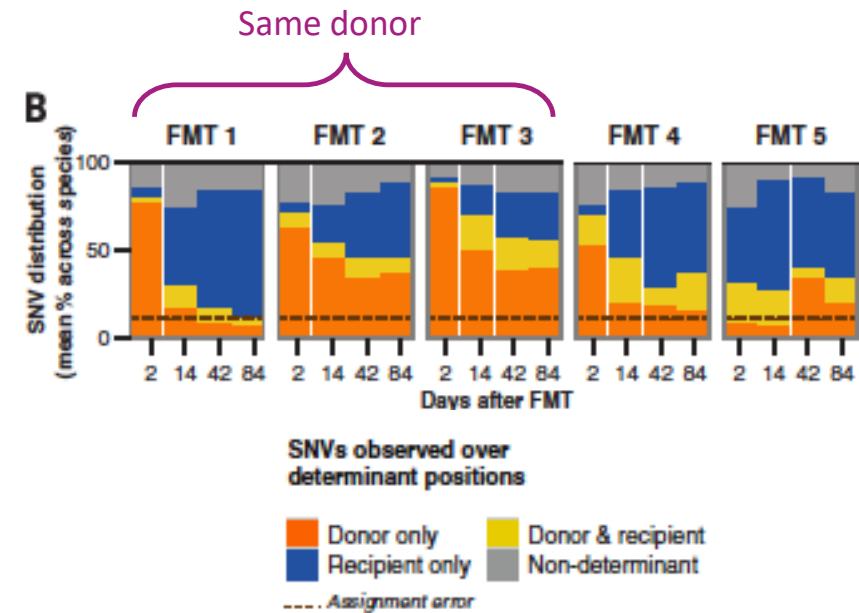 Same donor
B
FMT 1 FMT 2 FMT 3 FMT 4 FMT 5
SNV distribution
(mean % across species)
100
50
0
2 14 42 84 2 14 42 84 2 14 42 84 2 14 42 84 2 14 42 84
Days after FMT
SNVs observed over
determinant positions
Donor only Donor & recipient
Recipient only Non-determinant
Assignment error